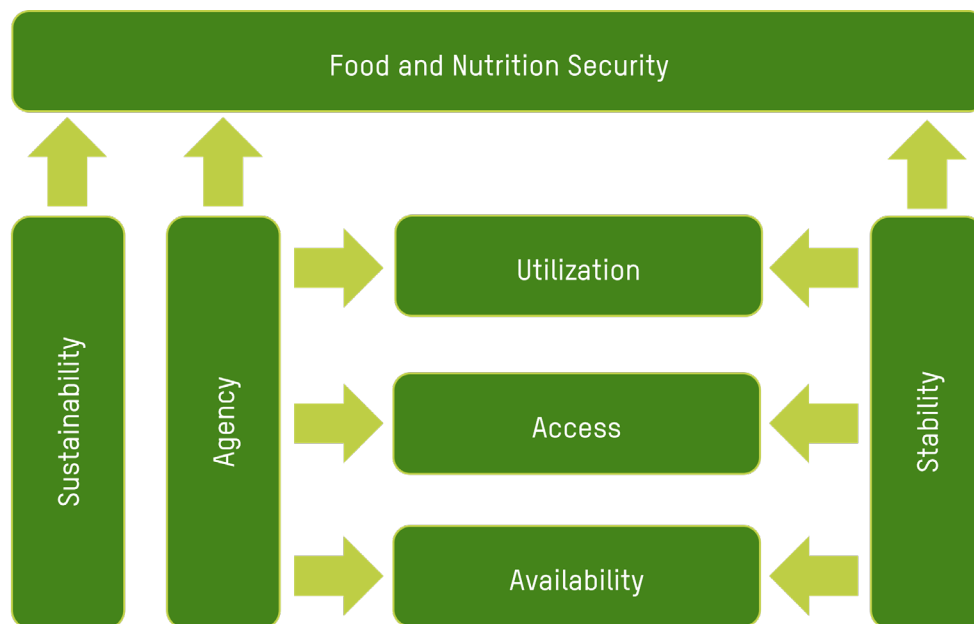 Food and Nutrition Security
Sustainability
Agency
Utilization
Access
Availability
Stability